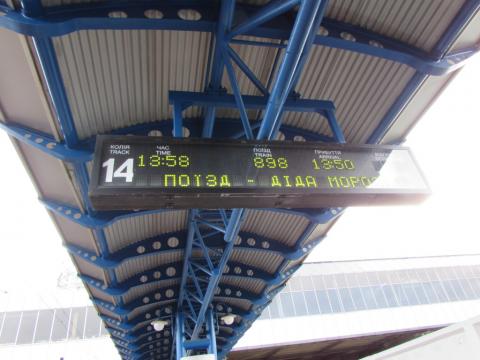 КОЛІЯ ЧАС ПОЇЗД ПРИБУТТЯ
TRACK TIME TRAIN ARRIVAL
14 13:58 898 13:50
ПОЇЗД - ДІДА МОРО